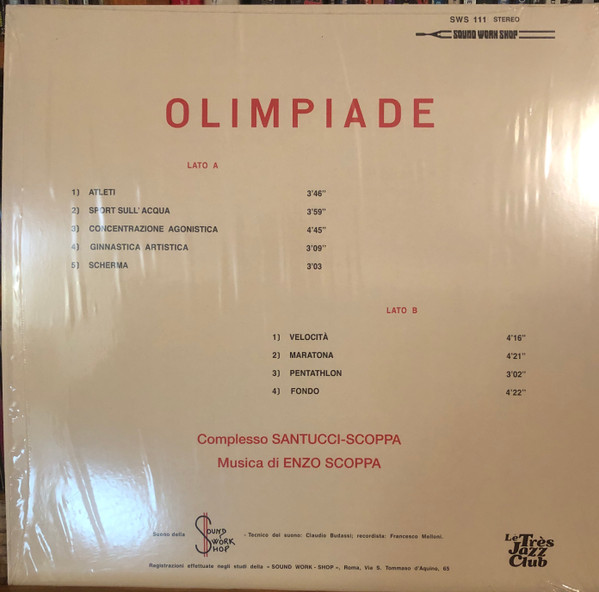 SWS 111 STEREO
SOUND WORK SHOP
OLIMPIADE
LATO A
1) ATLETI 3'46"
2) SPORT SULL'ACQUA 3'59"
3) CONCENTRAZIONE AGONISTICA 4'45"
4) GINNASTICA ARTISTICA 3'09"
5) SCHERMA 3'03
LATO B
1) VELOCITÀ 4'16"
2) MARATONA 4'21"
3) PENTATHLON 3'02"
4) FONDO 4'22"
Complesso SANTUCCI-SCOPPA
Musica di ENZO SCOPPA
Suono della SOUND WORK SHOP - Tecnico del suono: Claudio Budassi; recordista: Francesco Melloni.
Le Très Jazz Club
Registrazioni effettuate negli studi della « SOUND WORK - SHOP », Roma, Via S. Tommaso d'Aquino, 65